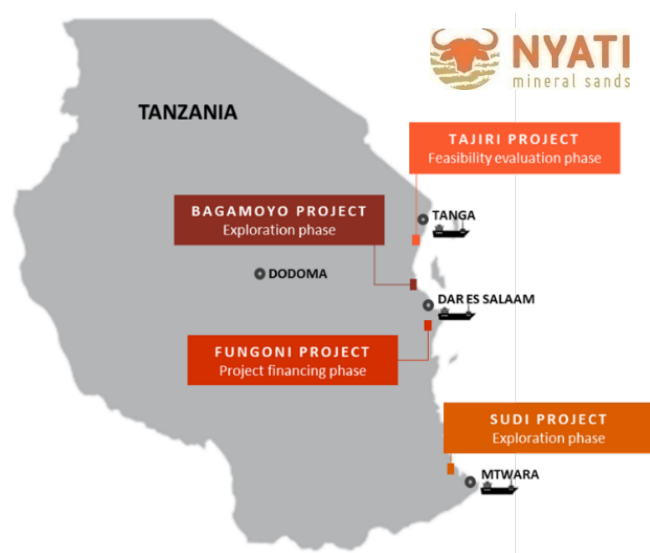 NYATI
mineral sands
TANZANIA
TAJIRI PROJECT
Feasibility evaluation phase
BAGAMOYO PROJECT
Exploration phase
TANGA
DODOMA
DAR ES SALAAM
FUNGONI PROJECT
Project financing phase
SUDI PROJECT
Exploration phase
MTWARA